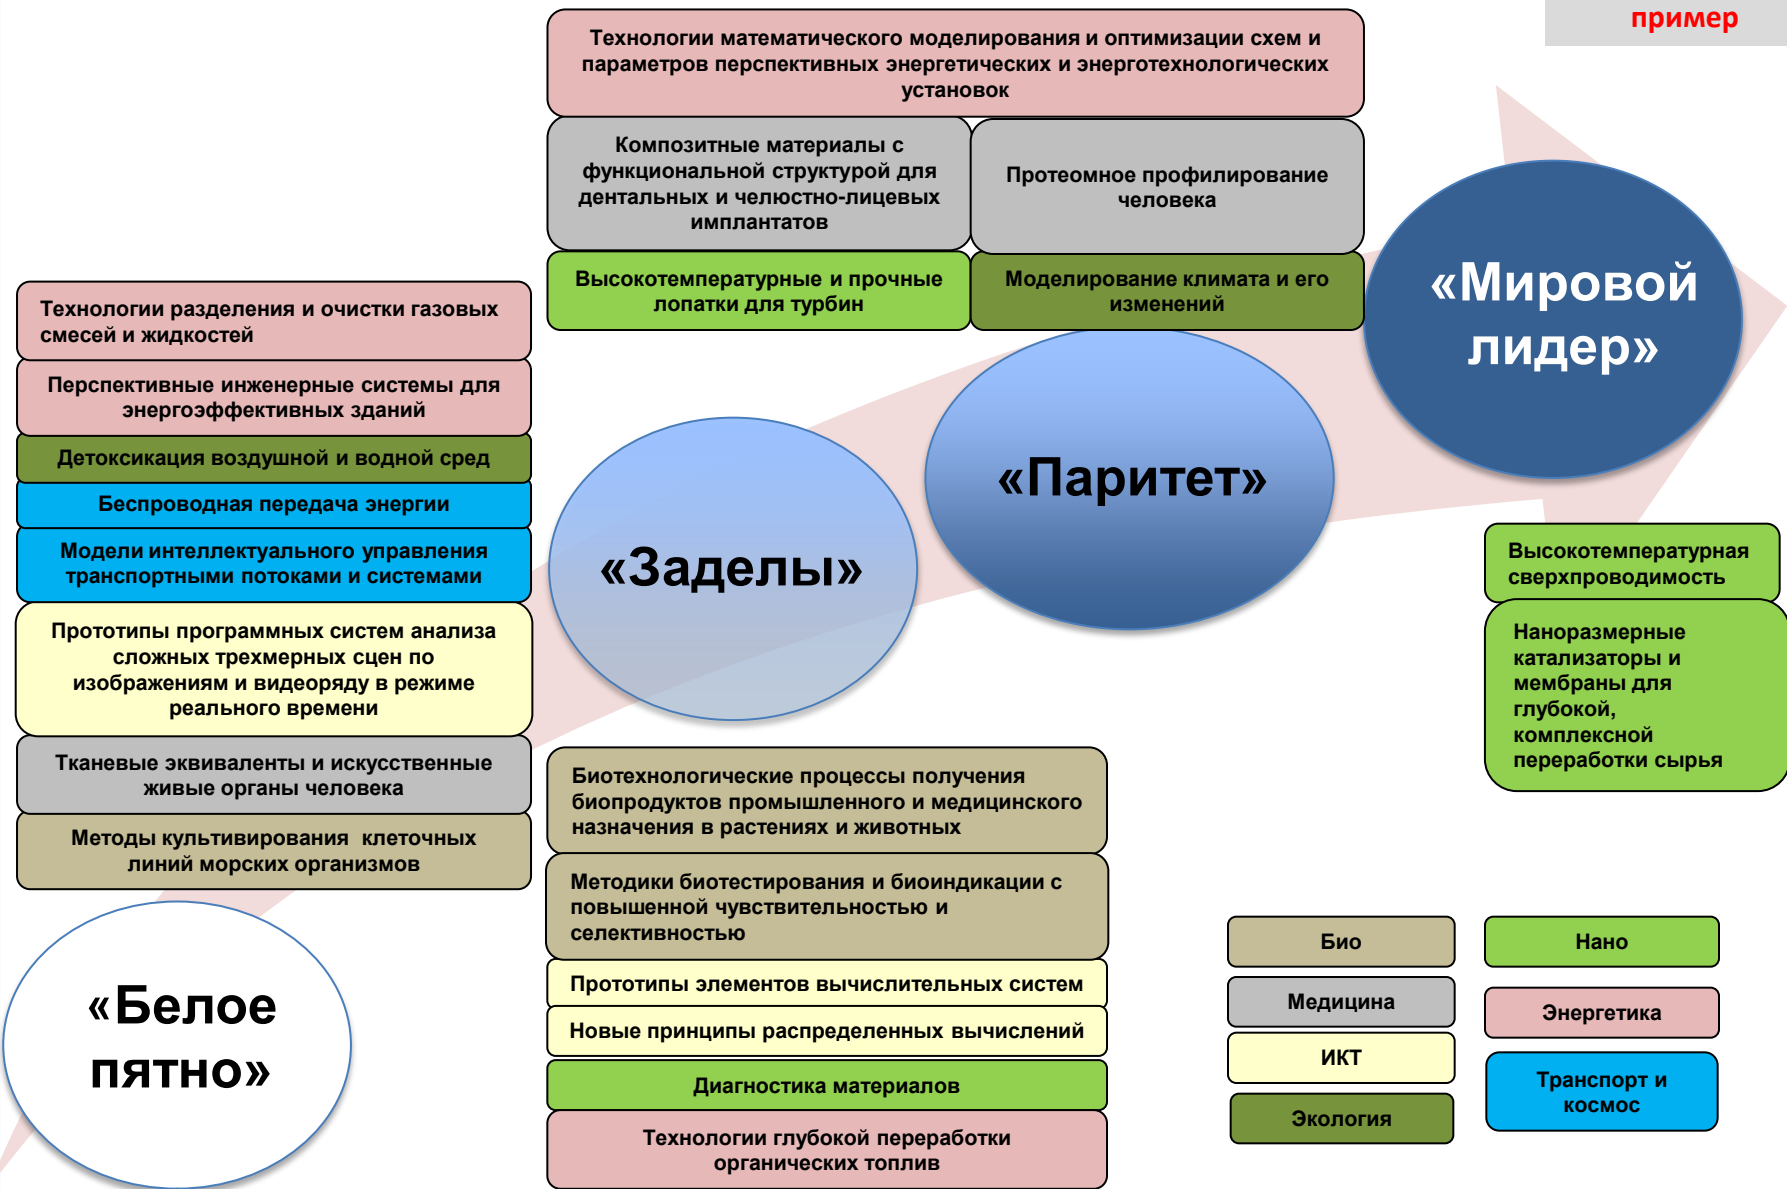 пример
Технологии математического моделирования и оптимизации схем и
параметров перспективных энергетических и энерготехнологических
установок
Композитные материалы с
функциональной структурой для
дентальных и челюстно-лицевых
имплантатов
Протеомное профилирование
человека
Высокотемпературные и прочные
лопатки для турбин
Моделирование климата и его
изменений
«Мировой
лидер»
Технологии разделения и очистки газовых
смесей и жидкостей
Перспективные инженерные системы для
энергоэффективных зданий
Детоксикация воздушной и водной сред
Беспроводная передача энергии
Модели интеллектуального управления
транспортными потоками и системами
Прототипы программных систем анализа
сложных трехмерных сцен по
изображениям и видеоряду в режиме
реального времени
Тканевые эквиваленты и искусственные
живые органы человека
Методы культивирования клеточных
линий морских организмов
«Заделы»
«Паритет»
Высокотемпературная
сверхпроводимость
Наноразмерные
катализаторы и
мембраны для
глубокой,
комплексной
переработки сырья
«Белое
пятно»
Биотехнологические процессы получения
биопродуктов промышленного и медицинского
назначения в растениях и животных
Методики биотестирования и биоиндикации с
повышенной чувствительностью и
селективностью
Прототипы элементов вычислительных систем
Новые принципы распределенных вычислений
Диагностика материалов
Технологии глубокой переработки
органических топлив
Био
Медицина
ИКТ
Экология
Нано
Энергетика
Транспорт и
космос